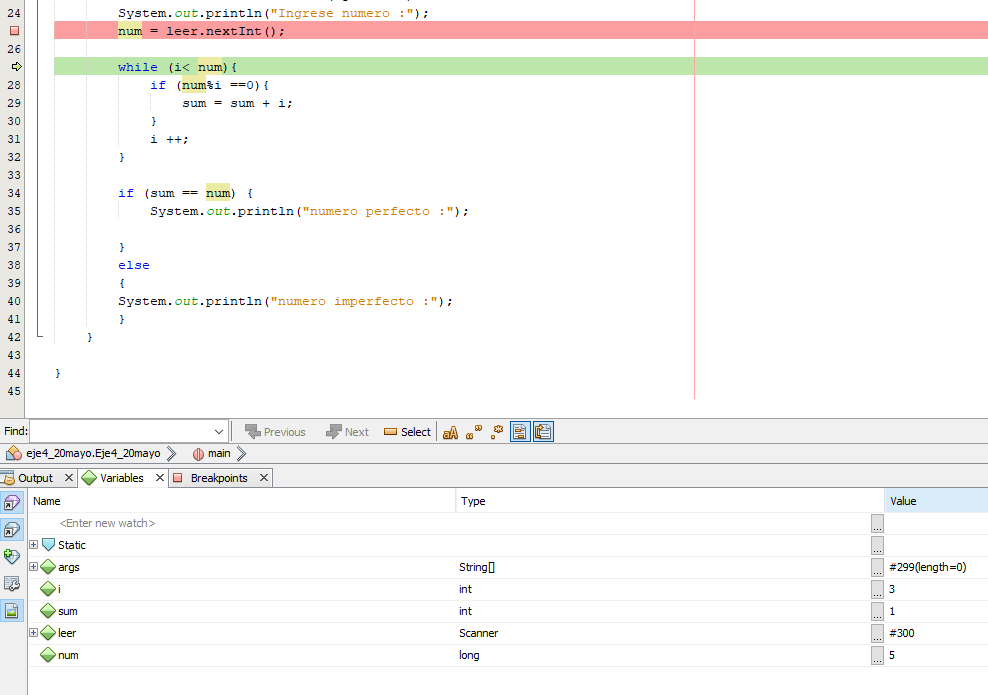 24 System.out.println("Ingrese numero :");
num = leer.nextInt();
26
while (i< num){
28 if (num%i ==0){
29 sum = sum + i;
30 }
31 i ++;
32 }
33
34 if (sum == num) {
35 System.out.println("numero perfecto :");
36
37 }
38 else
39 {
40 System.out.println("numero imperfecto :");
41 }
42 }
43
44 }
45
Find: Previous Next Select
eje4_20mayo.Eje4_20mayo main
Output Variables Breakpoints
Name Type Value
<Enter new watch> ...
Static ...
args String[] ... #299(length=0)
i int ... 3
sum int ... 1
leer Scanner ... #300
num long ... 5